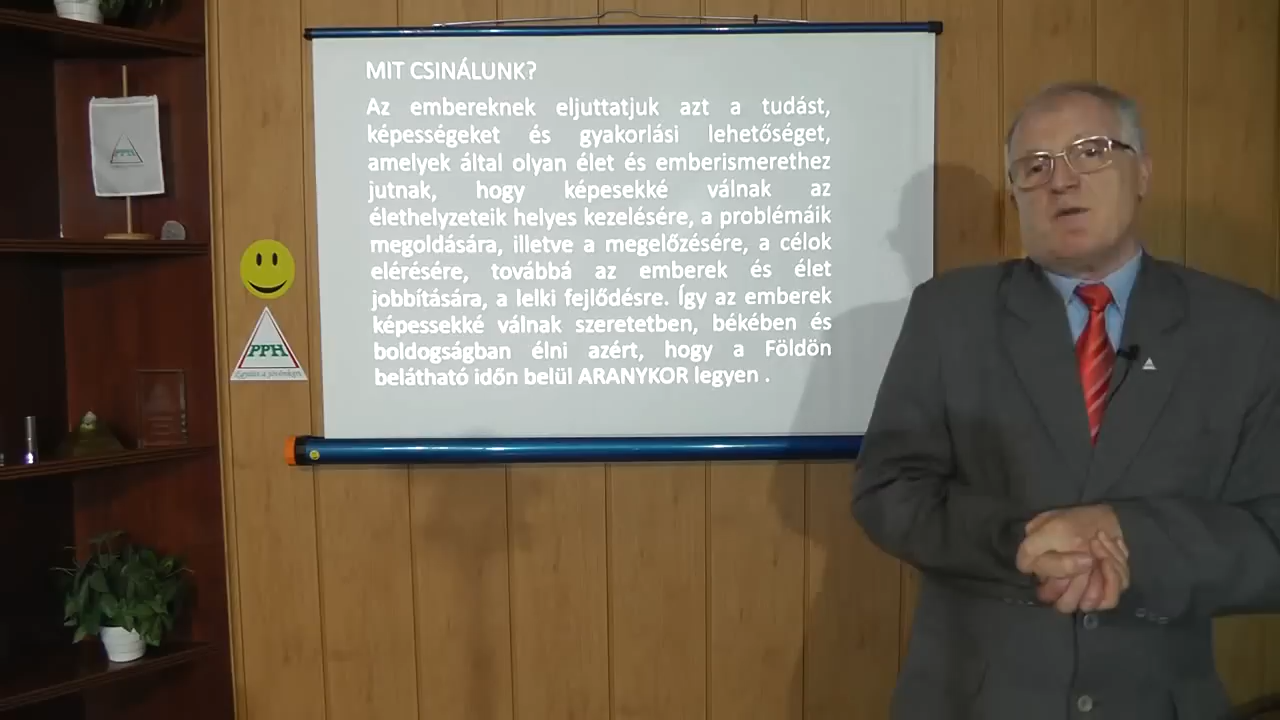 MIT CSINÁLUNK?
Az embereknek eljuttatjuk azt a tudást,
képességeket és gyakorlási lehetőséget,
amelyek által olyan élet és emberismerethez
jutnak, hogy képesekké válnak az
élethelyzeteik helyes kezelésére, a problémáik
megoldására, illetve a megelőzésére, a célok
elérésére, továbbá az emberek és élet
jobbítására, a lelki fejlődésre. Így az emberek
képessekké válnak szeretetben, békében és
boldogságban élni azért, hogy a Földön
belátható időn belül ARANYKOR legyen .
PPH
PPH
Együtt a jövőnkért